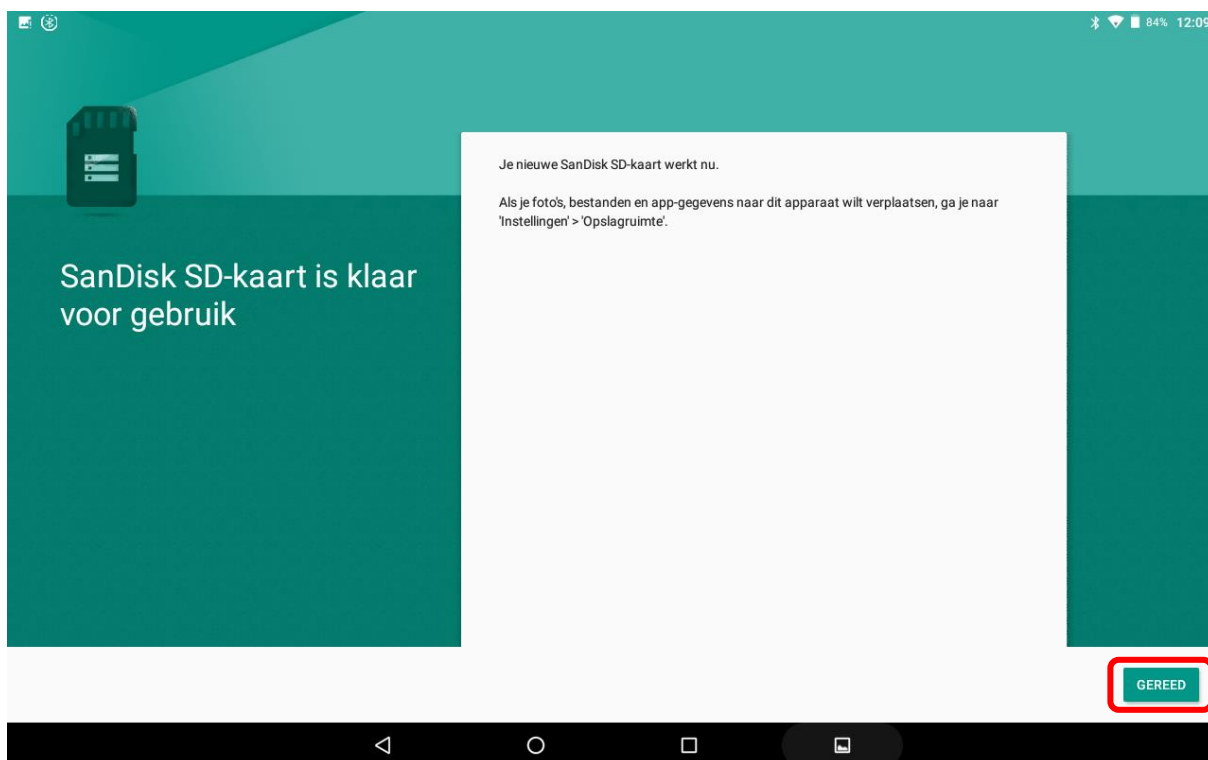 84% 12:09
Je nieuwe SanDisk SD-kaart werkt nu.
Als je foto's, bestanden en app-gegevens naar dit apparaat wilt verplaatsen, ga je naar
'Instellingen' > 'Opslagruimte'.
SanDisk SD-kaart is klaar
voor gebruik
GEREED